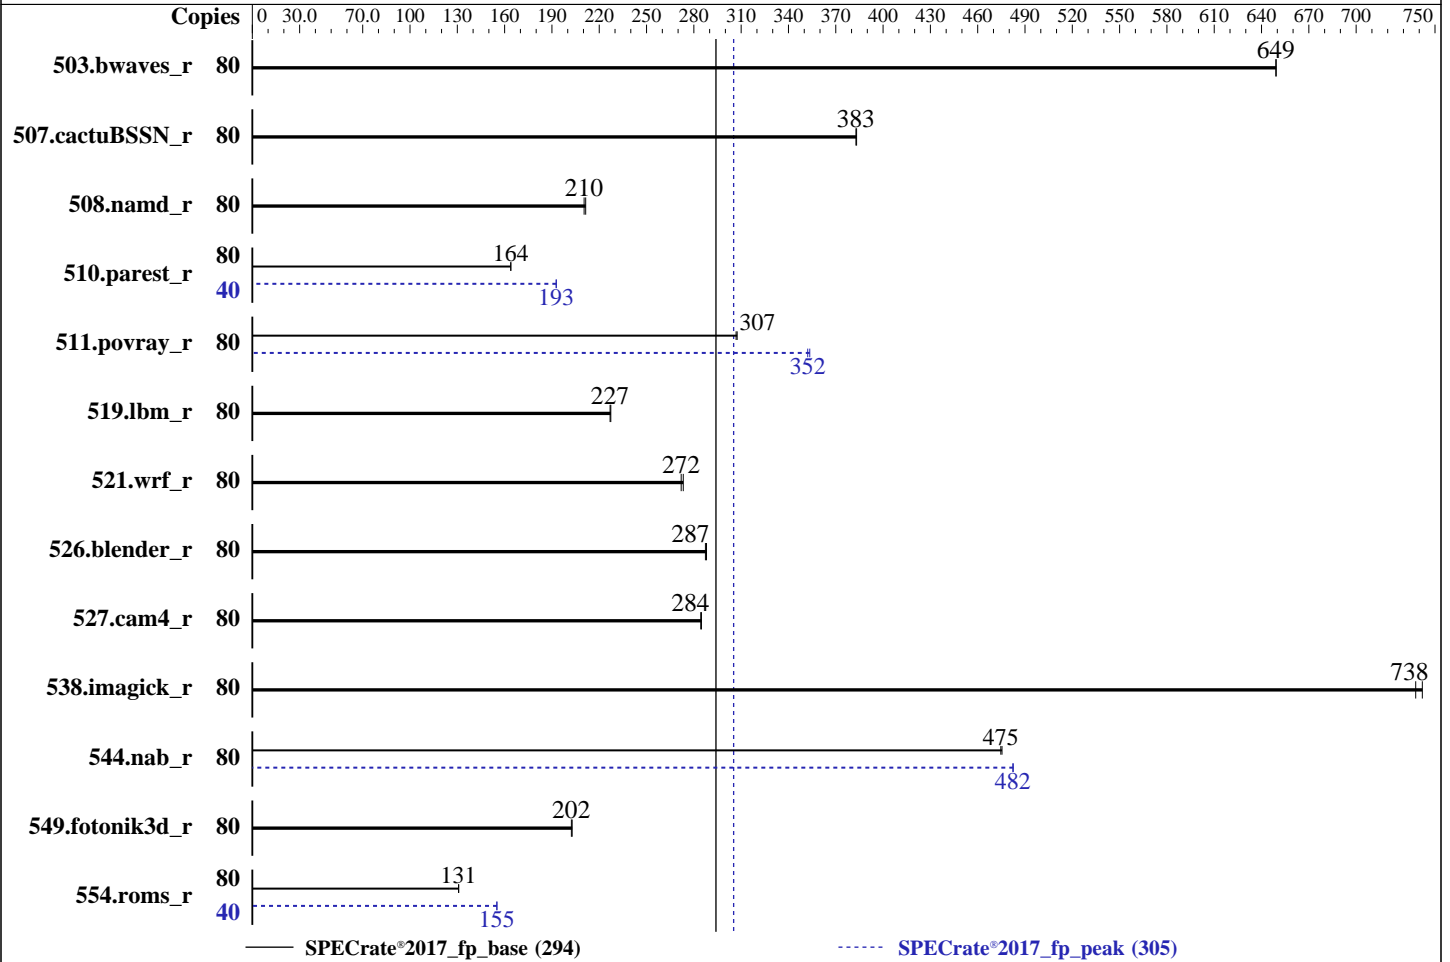 Copies 0 30.0 70.0 100 130 160 190 220 250 280 310 340 370 400 430 460 490 520 550 580 610 640 670 700 750
503.bwaves_r 80 649
507.cactuBSSN_r 80 383
508.namd_r 80 210
80 164
510.parest_r
40 193
307
511.povray_r 80
352
519.lbm_r 80 227
521.wrf_r 80 272
526.blender_r 80 287
527.cam4_r 80 284
538.imagick_r 80 738
475
544.nab_r 80
482
549.fotonik3d_r 80 202
80 131
554.roms_r
40 155
SPECrate®2017_fp_base (294) SPECrate®2017_fp_peak (305)